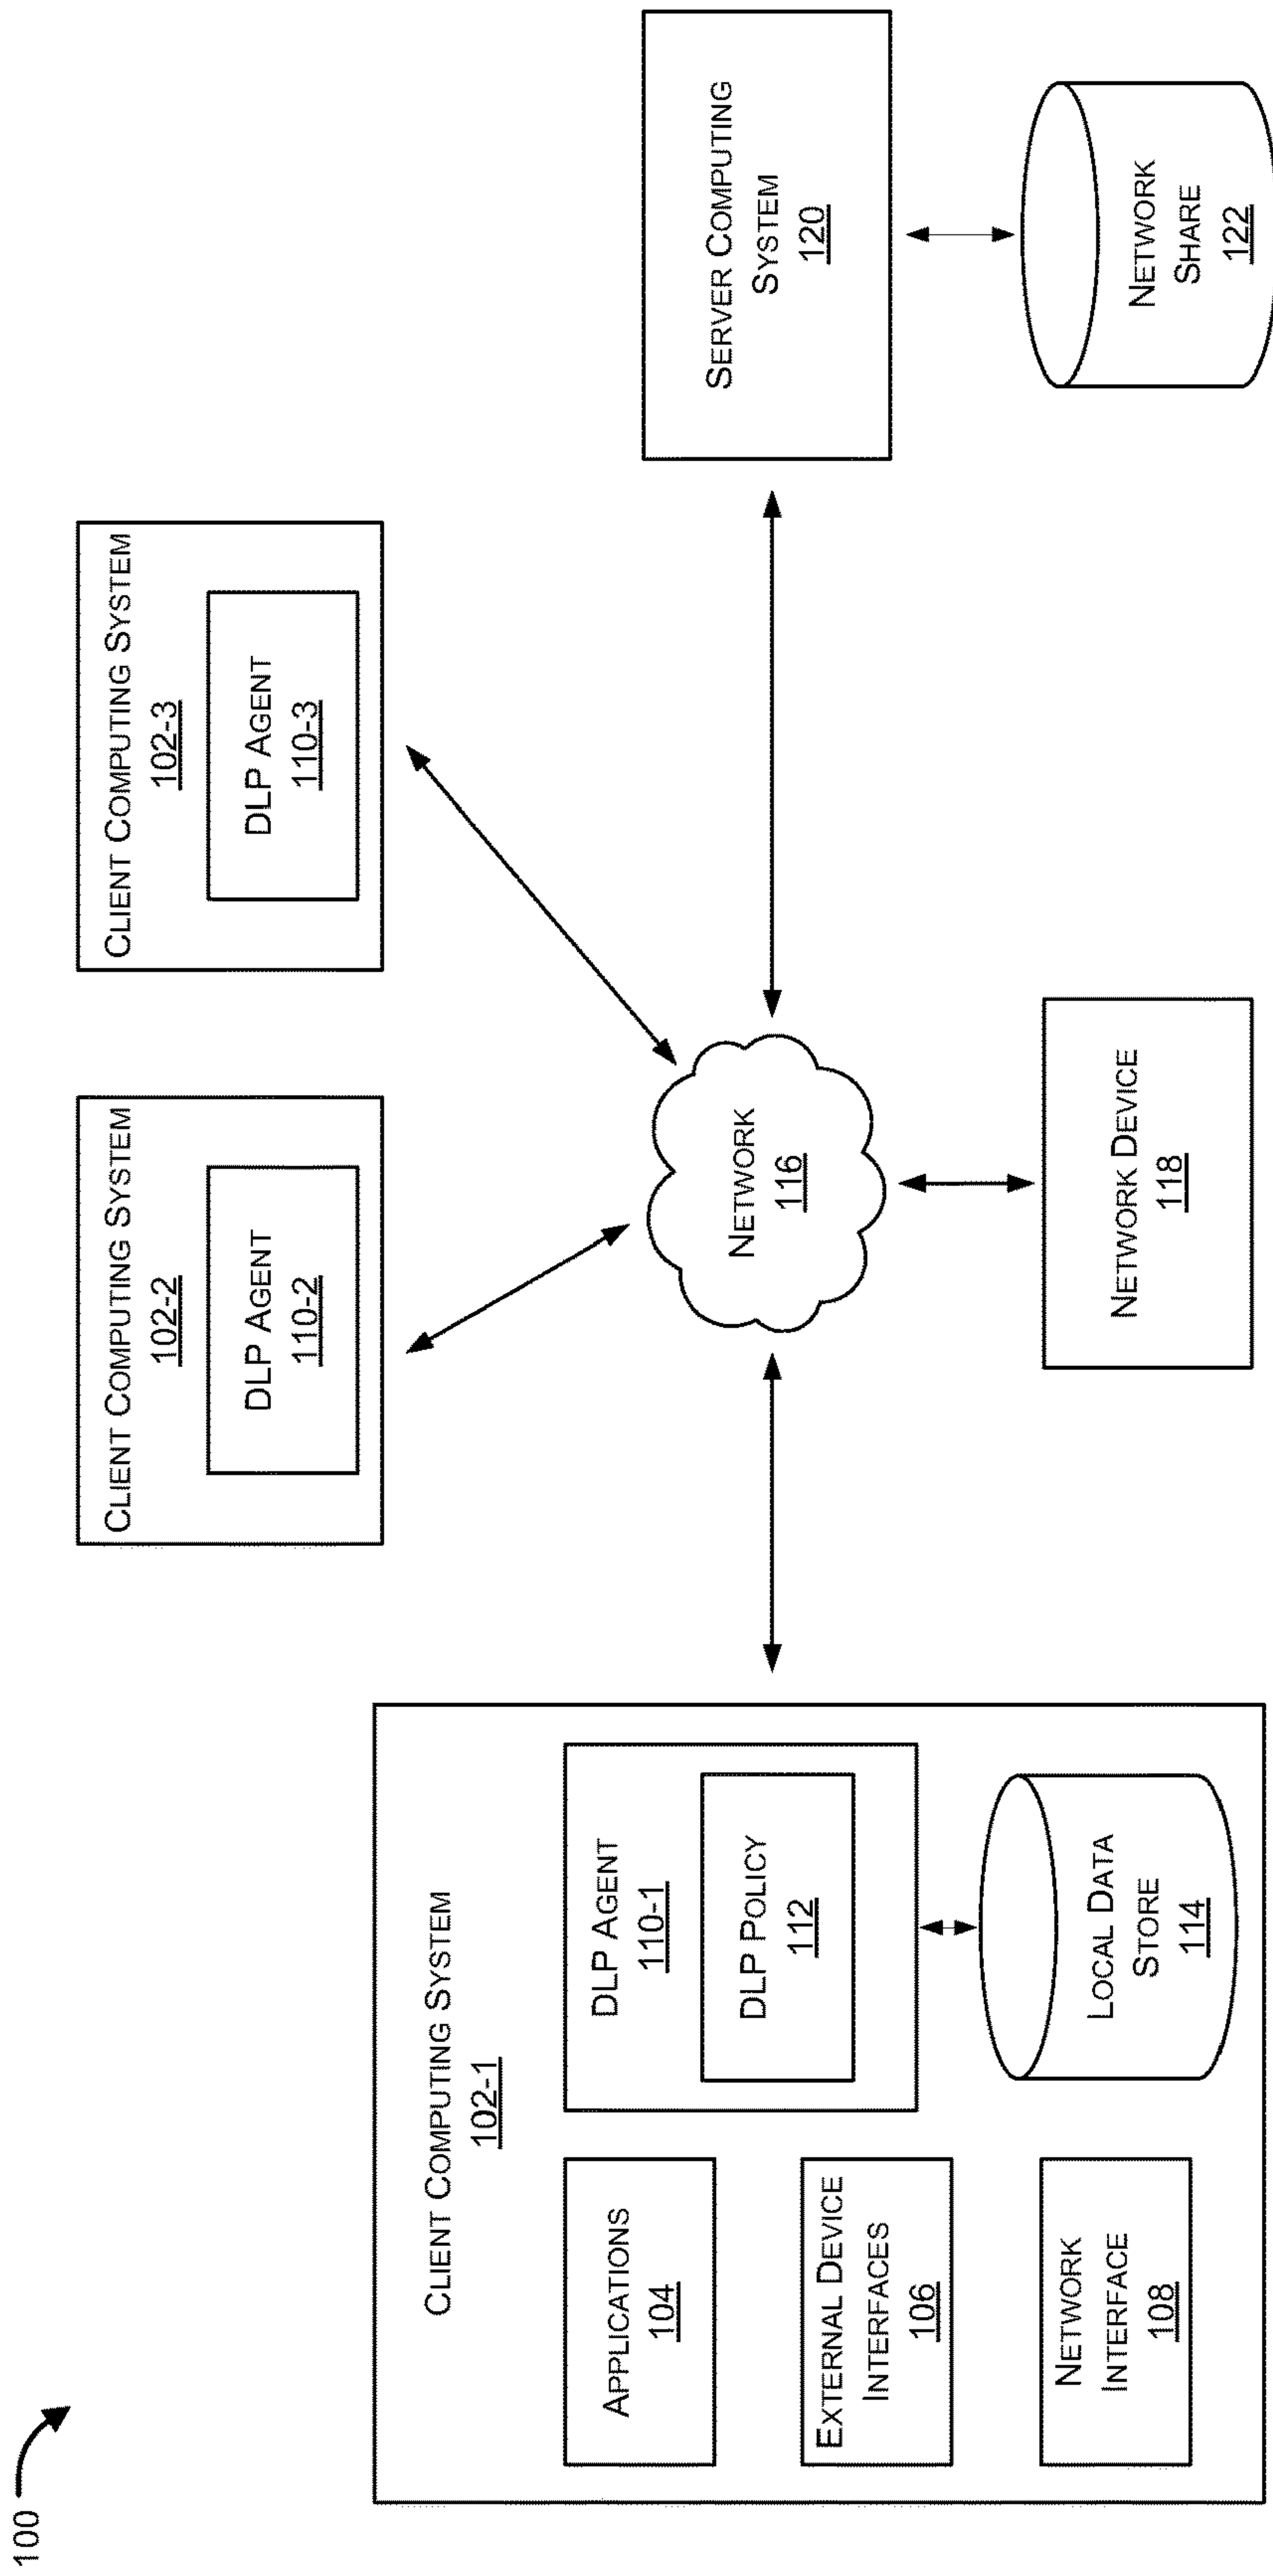 100
CLIENT COMPUTING SYSTEM
102-1
APPLICATIONS
104
EXTERNAL DEVICE
INTERFACES
106
NETWORK
INTERFACE
108
DLP AGENT
110-1
DLP POLICY
112
LOCAL DATA
STORE
114
CLIENT COMPUTING SYSTEM
102-2
DLP AGENT
110-2
CLIENT COMPUTING SYSTEM
102-3
DLP AGENT
110-3
NETWORK
116
NETWORK DEVICE
118
SERVER COMPUTING
SYSTEM
120
NETWORK
SHARE
122